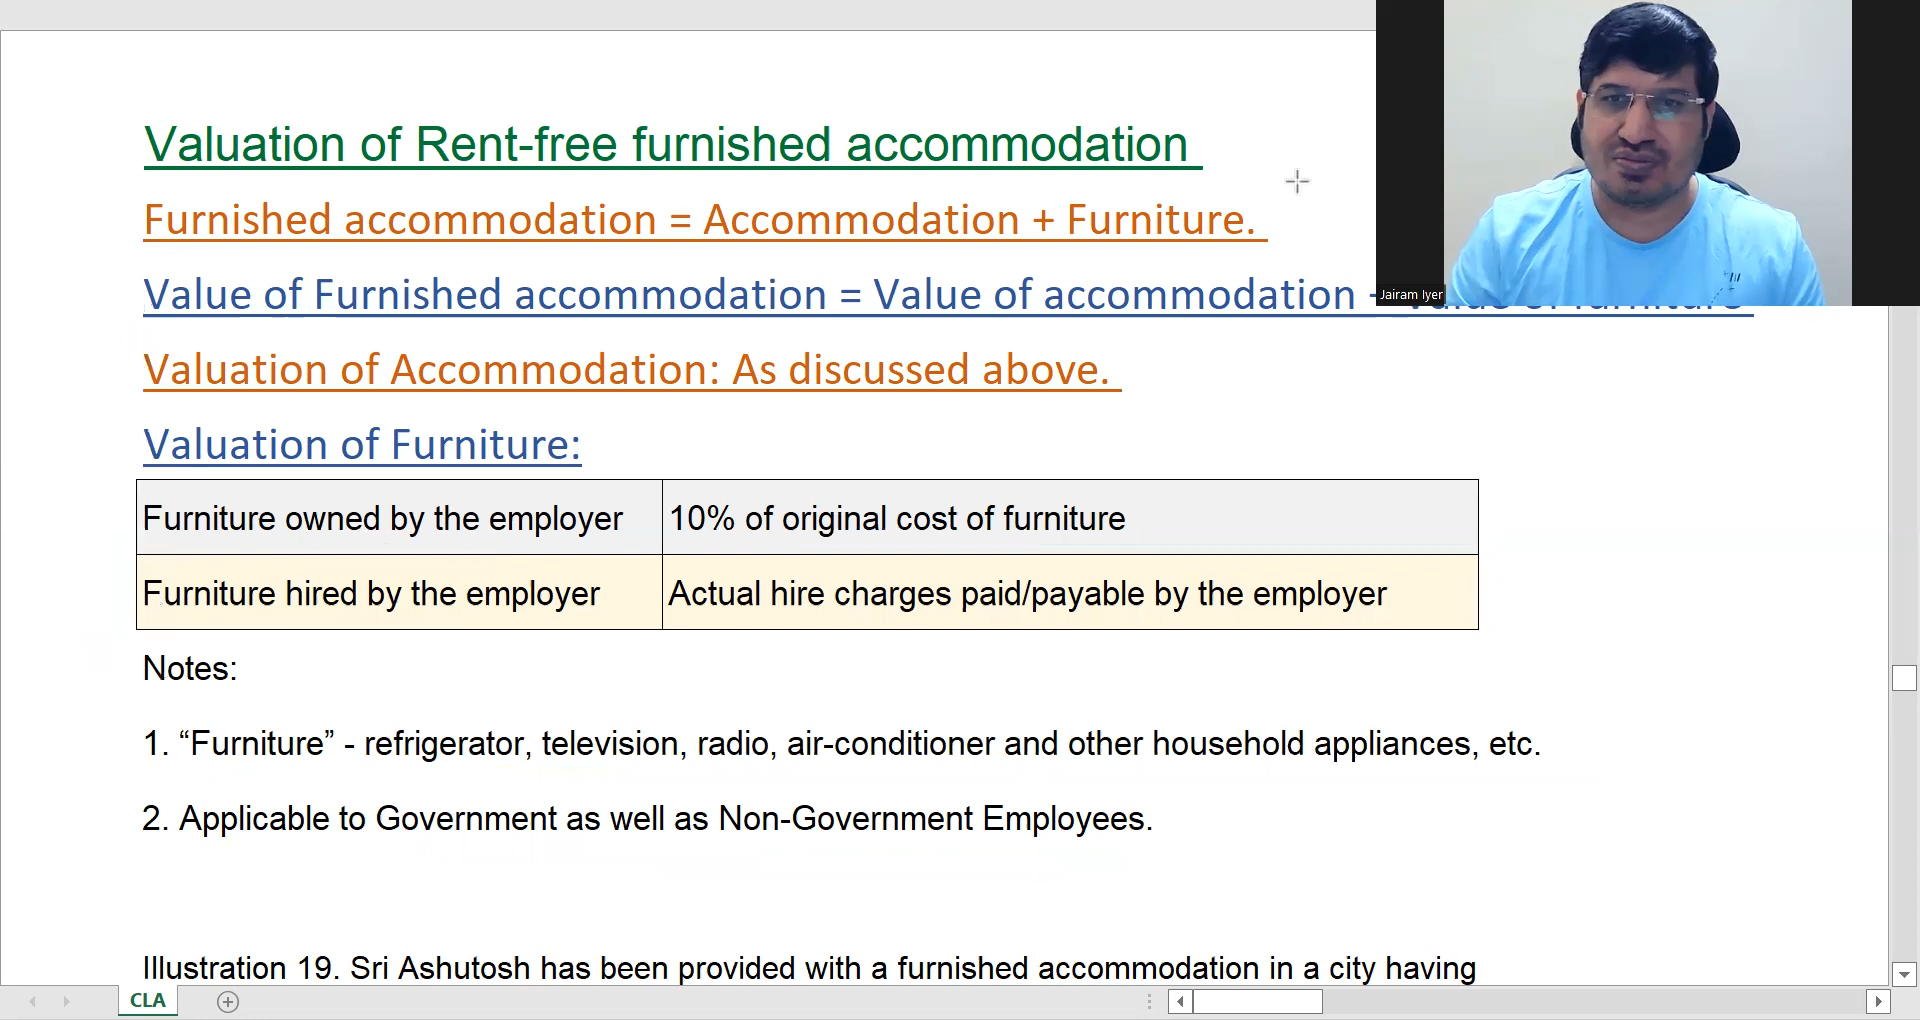 Valuation of Rent-free furnished accommodation
Furnished accommodation = Accommodation + Furniture.
Value of Furnished accommodation = Value of accommodation
Jairam Iyer
Valuation of Accommodation: As discussed above.
Valuation of Furniture:
Furniture owned by the employer 10% of original cost of furniture
Furniture hired by the employer Actual hire charges paid/payable by the employer
Notes:
1. “Furniture” - refrigerator, television, radio, air-conditioner and other household appliances, etc.
2. Applicable to Government as well as Non-Government Employees.
Illustration 19. Sri Ashutosh has been provided with a furnished accommodation in a city having
CLA